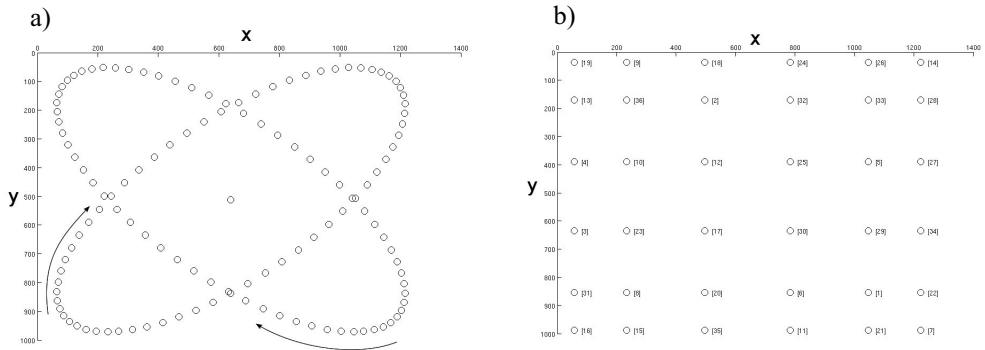 a)
x
0 200 400 600 800 1000 1200 1400
0
100
200
300
400
500
600
700
800
900
1000
y
b)
x
0 200 400 600 800 1000 1200 1400
0
100
200
300
400
500
600
700
800
900
1000
y
[19] [9] [18] [24] [26] [14]
[13] [36] [2] [32] [33] [28]
[4] [10] [12] [25] [5] [27]
[3] [23] [17] [30] [29] [34]
[31] [8] [20] [6] [1] [22]
[16] [15] [35] [11] [21] [7]